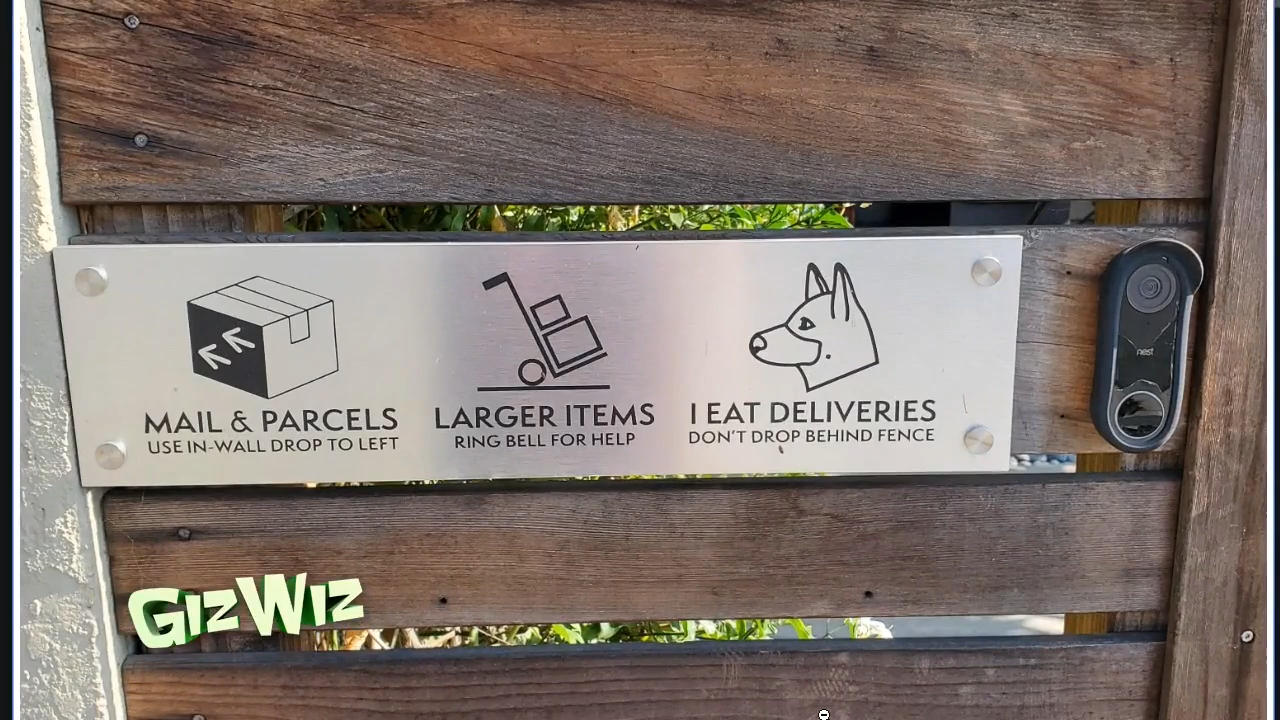 MAIL & PARCELS
USE IN-WALL DROP TO LEFT
LARGER ITEMS
RING BELL FOR HELP
I EAT DELIVERIES
DON'T DROP BEHIND FENCE
nest
GIZWIZ